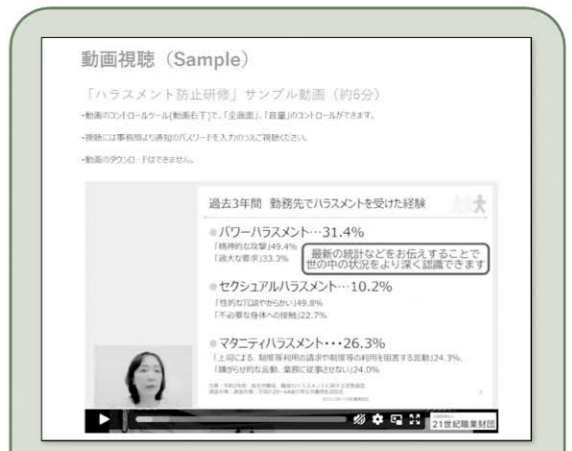 動画視聴（Sample）
「ハラスメント防止研修」サンプル動画（約6分）
・動画のコントロールツール(動画右下)で、「全画面」、「音量」のコントロールができます。
・視聴には事務局より通知のパスワードを入力のうえご視聴ください。
・動画のダウンロードはできません。
過去3年間 勤務先でハラスメントを受けた経験
パワーハラスメント…31.4%
「精神的な攻撃」49.4%
「過大な要求」33.3%
最新の統計などをお伝えすることで
世の中の状況をより深く認識できます
セクシュアルハラスメント…10.2%
「性的な冗談やからかい」49.8%
「不必要な身体への接触」22.7%
マタニティハラスメント・・・26.3%
「上司による、制度等利用の請求や制度等の利用を阻害する言動」24.3%、
「嫌がらせ的な言動、業務に従事させない」24.0%
21世紀職業財団